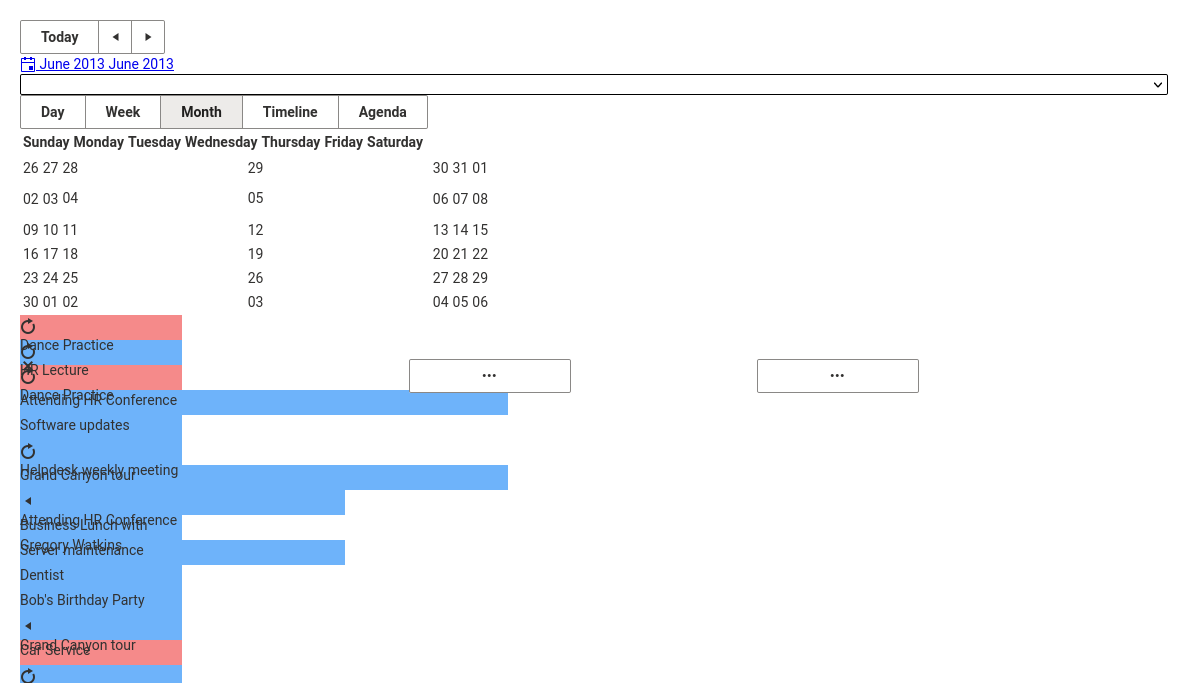 Today
June 2013 June 2013
Day Week Month Timeline Agenda
Sunday Monday Tuesday Wednesday Thursday Friday Saturday
26 27 28 29 30 31 01
02 03 04 05 06 07 08
09 10 11 12 13 14 15
16 17 18 19 20 21 22
23 24 25 26 27 28 29
30 01 02 03 04 05 06
Dance Practice
HR Lecture
••• •••
Dance Practice
Attending HR Conference
Software updates
Helpdesk weekly meeting
Grand Canyon tour
Attending HR Conference
Business Lunch with
Gregory Watkins
Server maintenance
Dentist
Bob's Birthday Party
Grand Canyon tour
Car Service